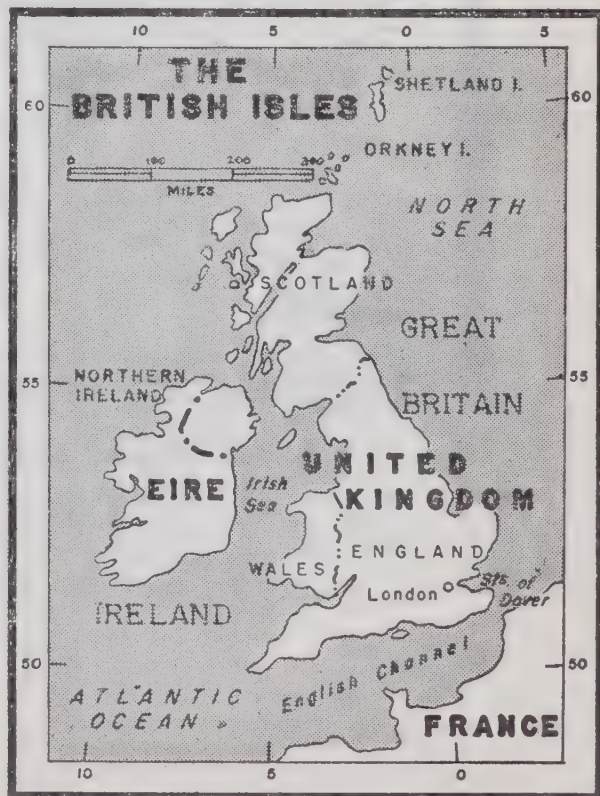 10 5 0 5
THE
BRITISH ISLES
SHETLAND I.
60 60
ORKNEY I.
0 100 200 300
MILES
NORTH
SEA
SCOTLAND
GREAT
55 55
NORTHERN
IRELAND
BRITAIN
UNITED
KINGDOM
EIRE
Irish
Sea
ENGLAND
WALES
London
Sts. of
Dover
IRELAND
50 50
English Channel
ATLANTIC
OCEAN
FRANCE
10 5 0